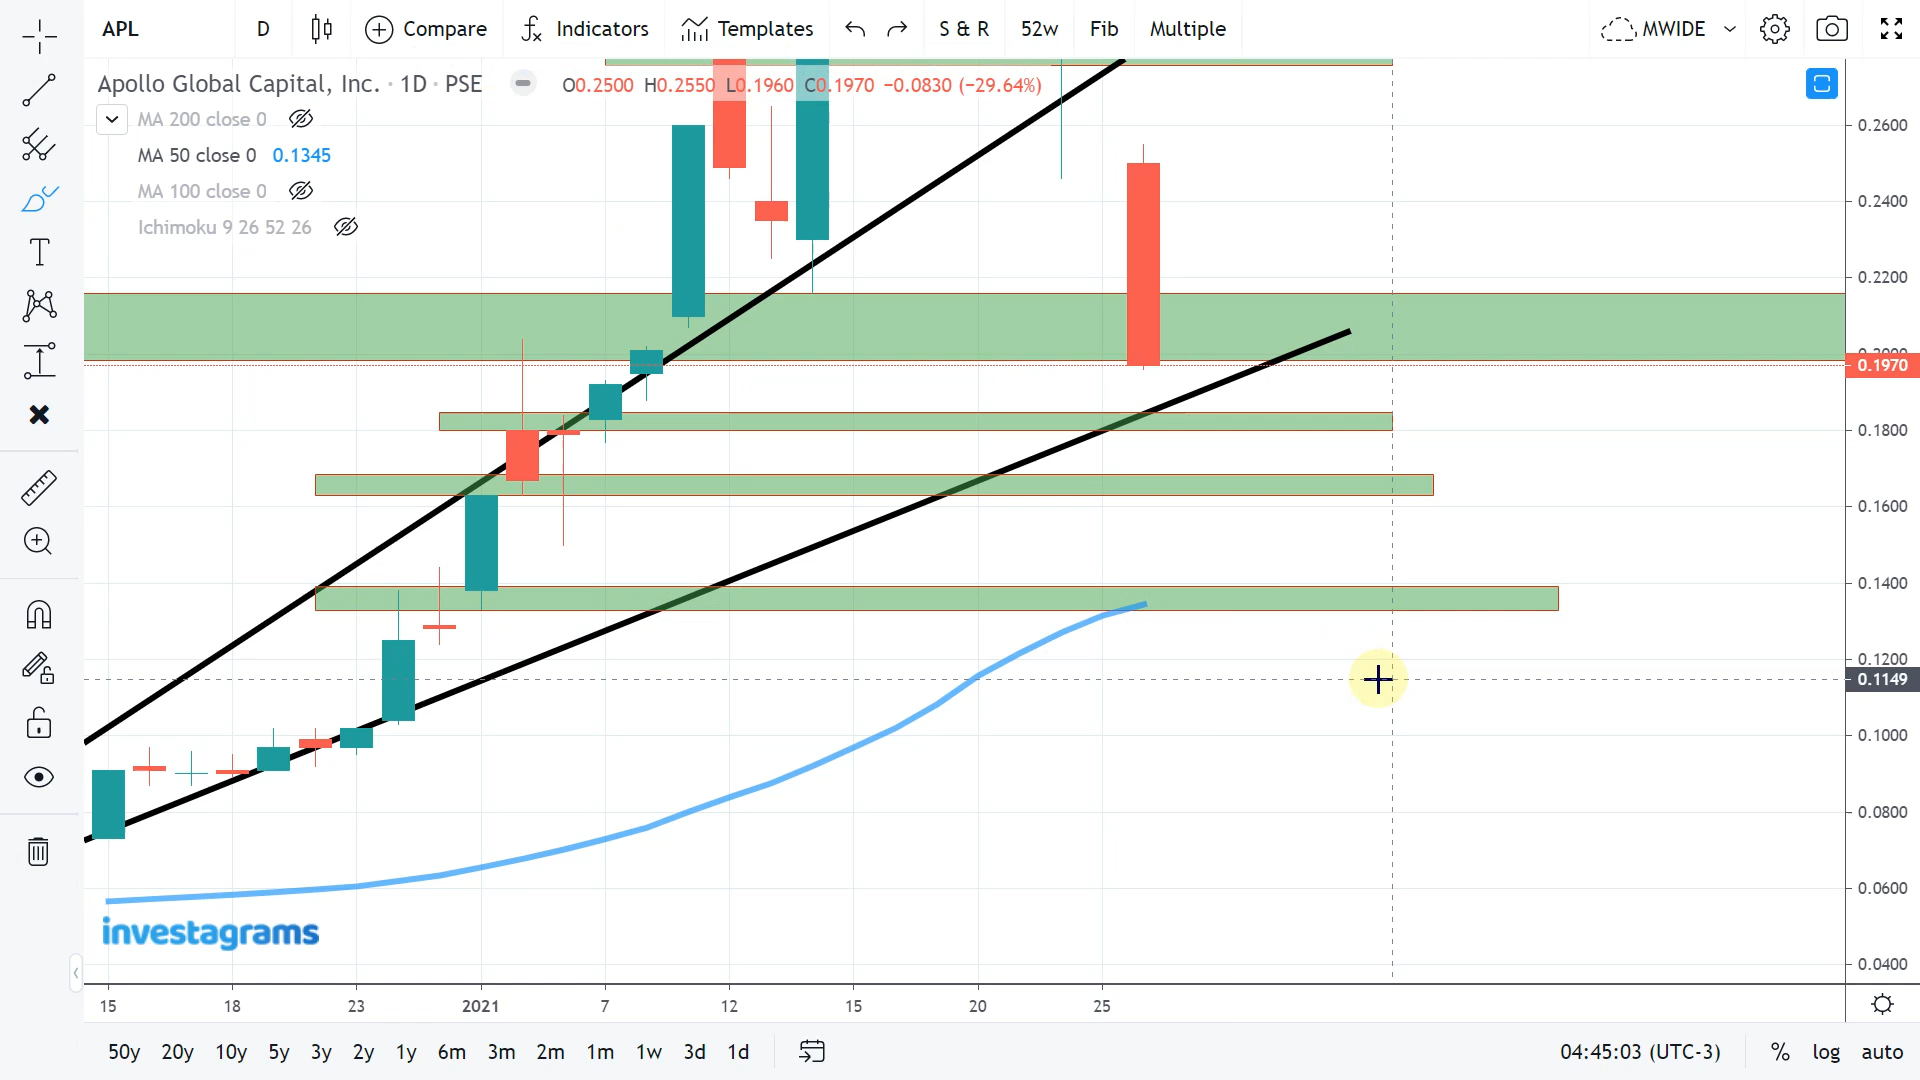 APL D Compare Indicators Templates S & R 52w Fib Multiple MWIDE
Apollo Global Capital, Inc. · 1D · PSE O0.2500 H0.2550 L0.1960 C0.1970 −0.0830 (−29.64%)
MA 200 close 0
MA 50 close 0 0.1345
MA 100 close 0
Ichimoku 9 26 52 26
0.2600
0.2400
0.2200
0.2000
0.1970
0.1800
0.1600
0.1400
0.1200
0.1149
0.1000
0.0800
0.0600
0.0400
investagrams
15 18 23 2021 7 12 15 20 25
50y 20y 10y 5y 3y 2y 1y 6m 3m 2m 1m 1w 3d 1d 04:45:03 (UTC-3) % log auto